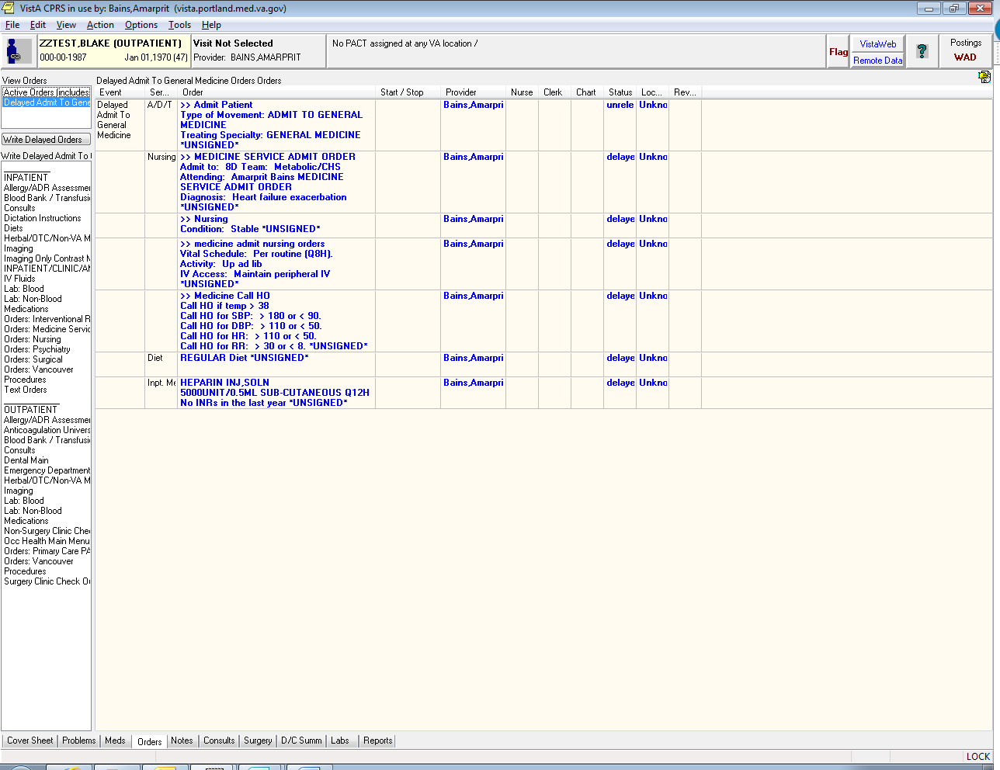 VistA CPRS in use by: Bains,Amarprit (vista.portland.med.va.gov)
File Edit View Action Options Tools Help
ZZTEST,BLAKE (OUTPATIENT) Visit Not Selected No PACT assigned at any VA location /
000-00-1987 Jan 01,1970 (47) Provider: BAINS,AMARPRIT
Flag VistaWeb Remote Data ? Postings WAD
View Orders
Active Orders (includes
Delayed Admit To Gene
Write Delayed Orders
Write Delayed Admit To
INPATIENT
Allergy/ADR Assessmer
Blood Bank / Transfusi
Consults
Dictation Instructions
Diets
Herbal/OTC/Non-VA M
Imaging
Imaging Only Contrast M
INPATIENT/CLINIC/AN
IV Fluids
Lab: Blood
Lab: Non-Blood
Medications
Orders: Interventional R
Orders: Medicine Servic
Orders: Nursing
Orders: Psychiatry
Orders: Surgical
Orders: Vancouver
Procedures
Text Orders
OUTPATIENT
Allergy/ADR Assessmer
Anticoagulation Univers
Blood Bank / Transfusi
Consults
Dental Main
Emergency Department
Herbal/OTC/Non-VA M
Imaging
Lab: Blood
Lab: Non-Blood
Medications
Non-Surgery Clinic Che
Occ Health Main Menu
Orders: Primary Care PA
Orders: Vancouver
Procedures
Surgery Clinic Check O
Delayed Admit To General Medicine Orders Orders
Event Ser... Order Start / Stop Provider Nurse Clerk Chart Status Loc... Rev...
Delayed A/D/T >> Admit Patient Bains,Amarpri unrele Unkno
Admit To Type of Movement: ADMIT TO GENERAL
General MEDICINE
Medicine Treating Specialty: GENERAL MEDICINE
*UNSIGNED*
Nursing >> MEDICINE SERVICE ADMIT ORDER Bains,Amarpri delaye Unkno
Admit to: 8D Team: Metabolic/CHS
Attending: Amarprit Bains MEDICINE
SERVICE ADMIT ORDER
Diagnosis: Heart failure exacerbation
*UNSIGNED*
>> Nursing Bains,Amarpri delaye Unkno
Condition: Stable *UNSIGNED*
>> medicine admit nursing orders Bains,Amarpri delaye Unkno
Vital Schedule: Per routine (Q8H).
Activity: Up ad lib
IV Access: Maintain peripheral IV
*UNSIGNED*
>> Medicine Call HO Bains,Amarpri delaye Unkno
Call HO if temp > 38
Call HO for SBP: > 180 or < 90.
Call HO for DBP: > 110 or < 50.
Call HO for HR: > 110 or < 50.
Call HO for RR: > 30 or < 8. *UNSIGNED*
Diet REGULAR Diet *UNSIGNED* Bains,Amarpri delaye Unkno
Inpt. Me HEPARIN INJ,SOLN Bains,Amarpri delaye Unkno
5000UNIT/0.5ML SUB-CUTANEOUS Q12H
No INRs in the last year *UNSIGNED*
Cover Sheet Problems Meds Orders Notes Consults Surgery D/C Summ Labs Reports
LOCK